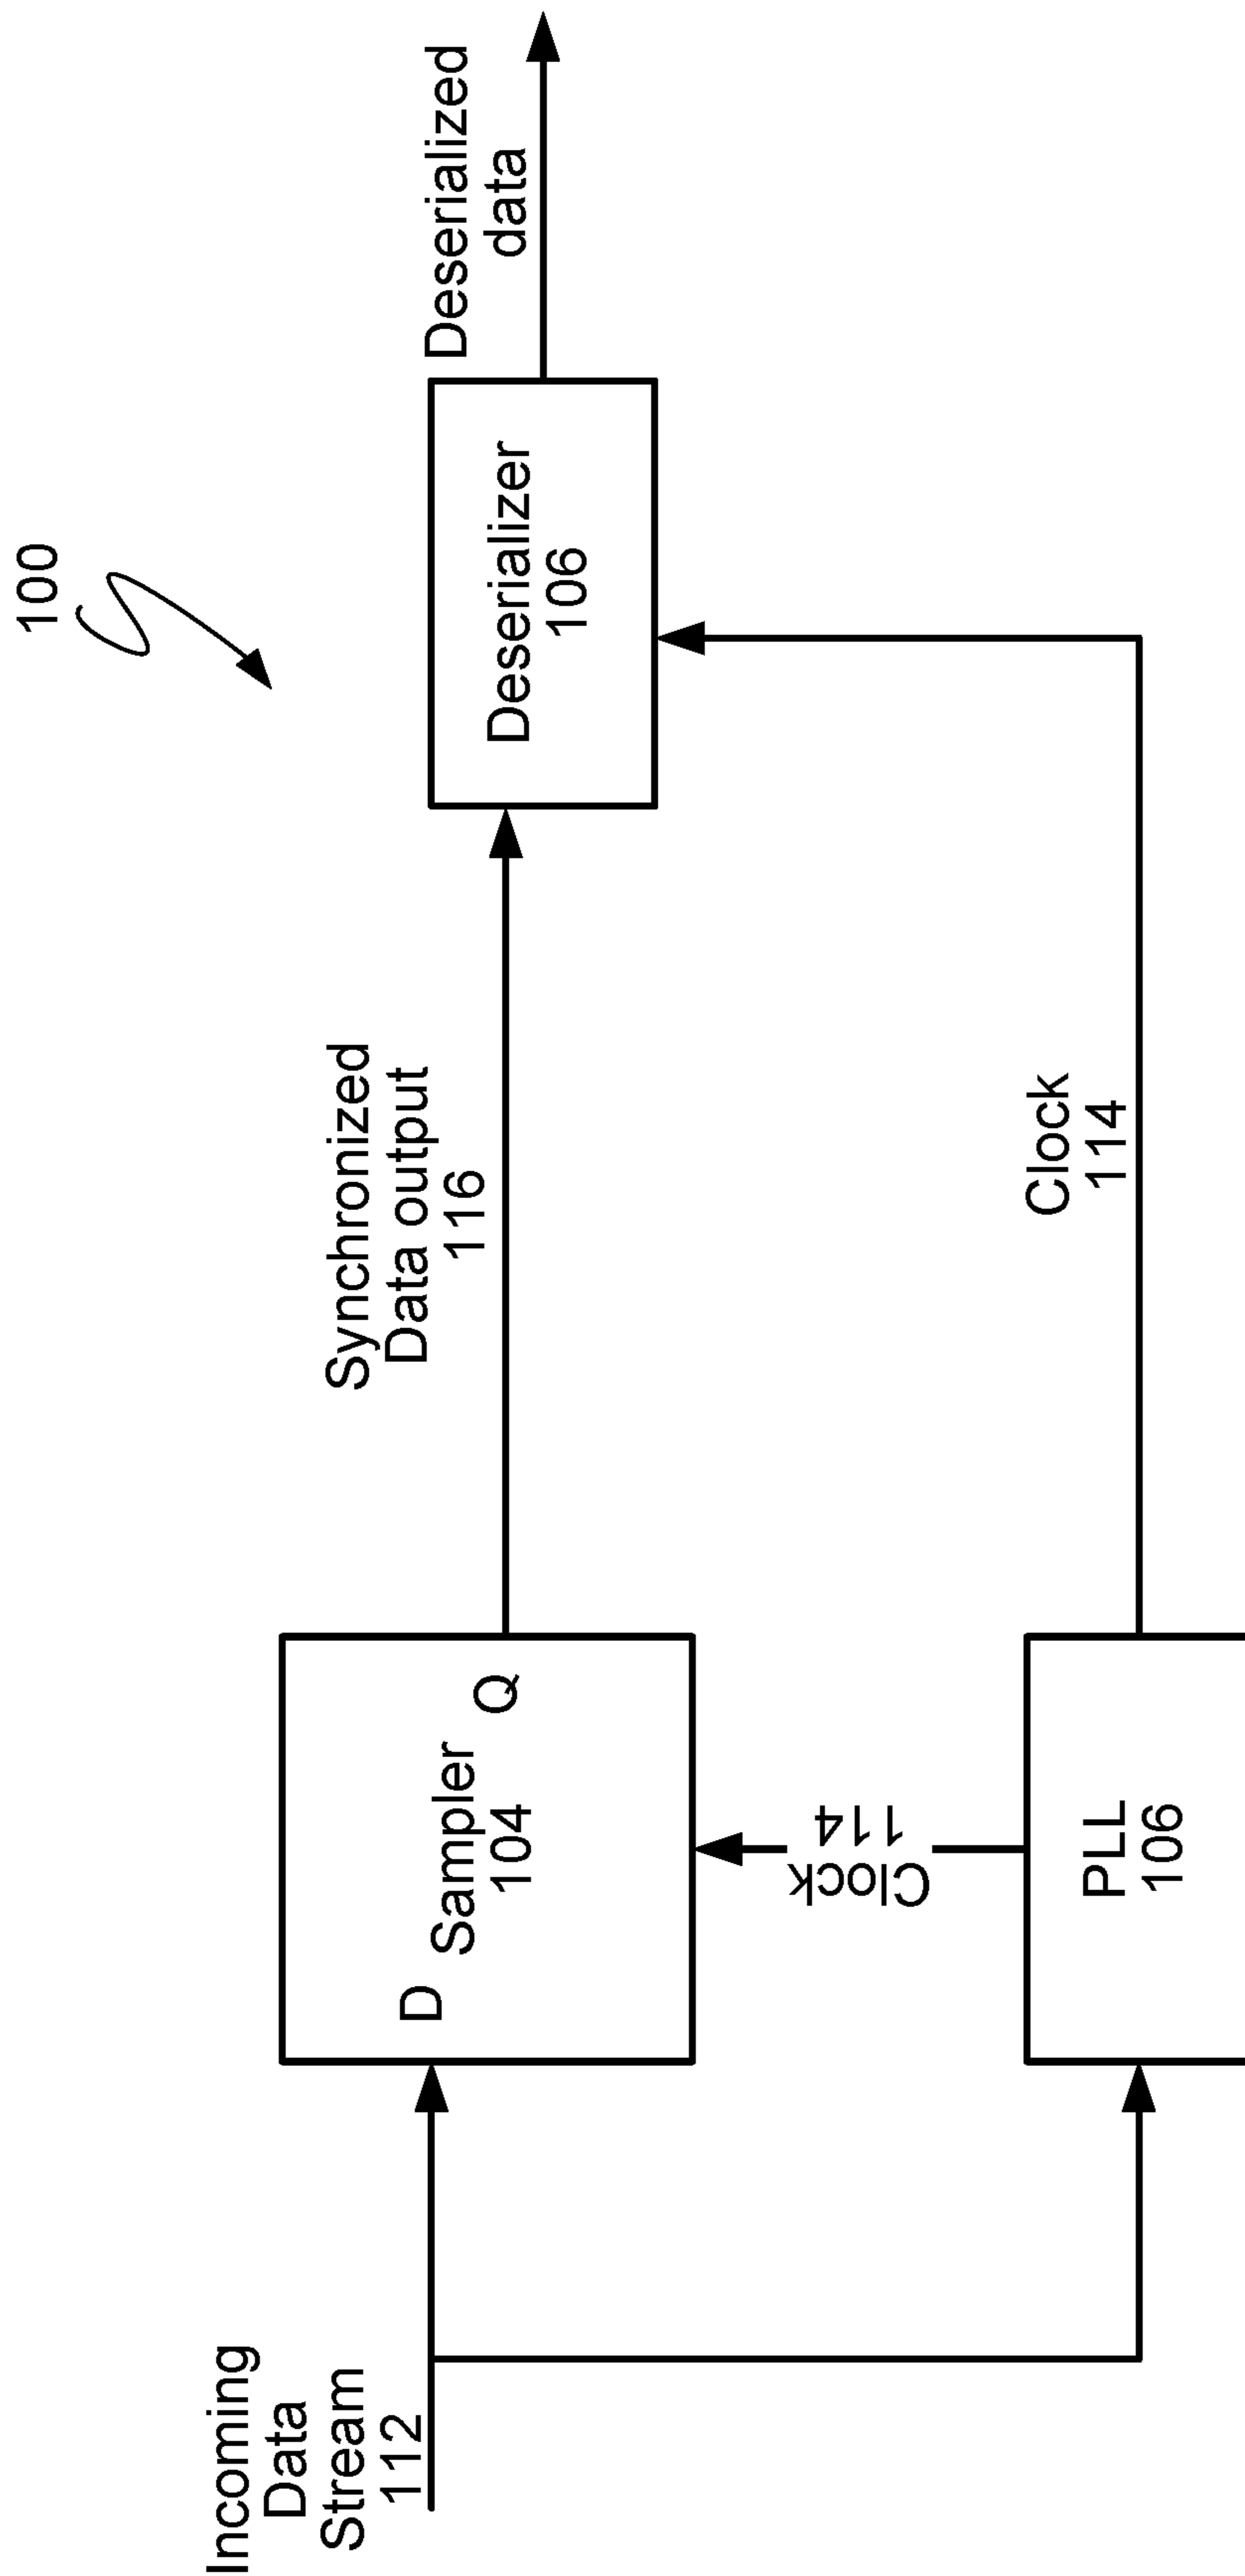 100
Incoming
Data
Stream
112
D
Sampler
104
Q
Synchronized
Data output
116
Deserializer
106
Deserialized
data
Clock
114
PLL
106
Clock
114